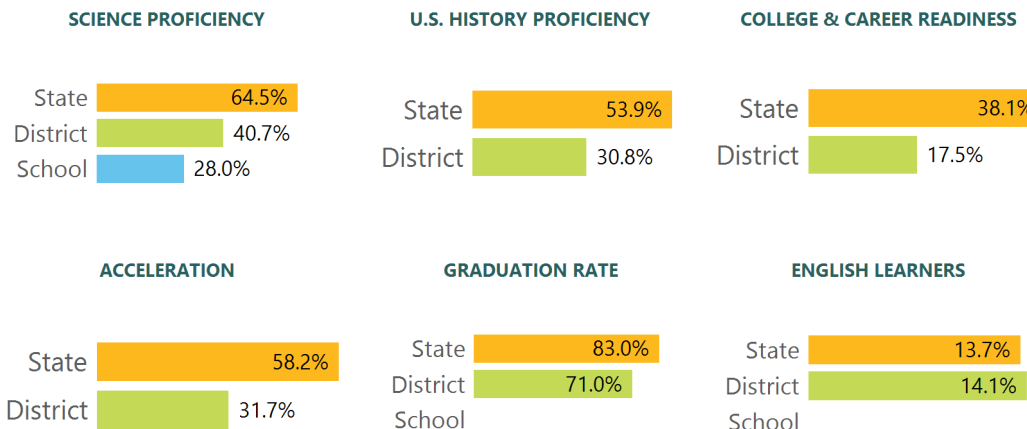 SCIENCE PROFICIENCY
State 64.5%
District 40.7%
School 28.0%
U.S. HISTORY PROFICIENCY
State 53.9%
District 30.8%
COLLEGE & CAREER READINESS
State 38.1%
District 17.5%
ACCELERATION
State 58.2%
District 31.7%
GRADUATION RATE
State 83.0%
District 71.0%
School
ENGLISH LEARNERS
State 13.7%
District 14.1%
School